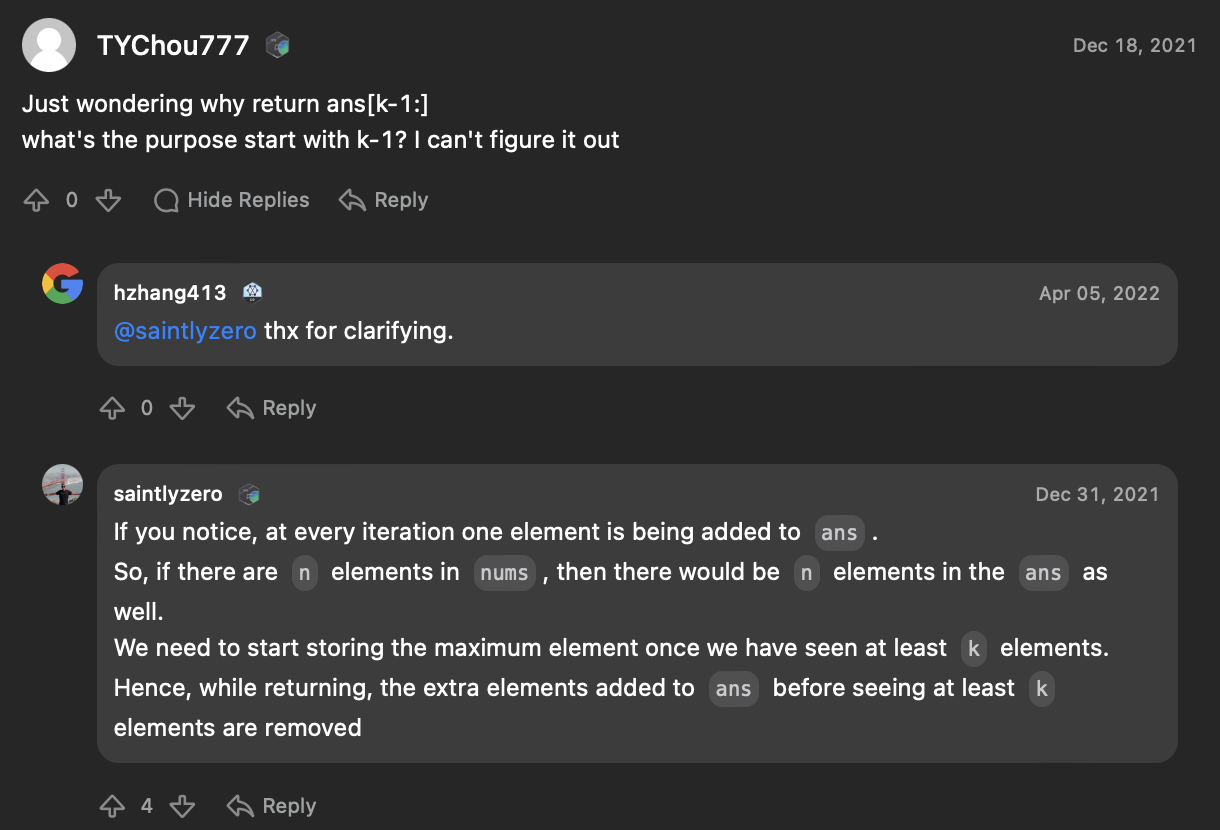 TYChou777
Dec 18, 2021
Just wondering why return ans[k-1:]
what's the purpose start with k-1? I can't figure it out
0 Hide Replies Reply
hzhang413
Apr 05, 2022
@saintlyzero thx for clarifying.
0 Reply
saintlyzero
Dec 31, 2021
If you notice, at every iteration one element is being added to ans .
So, if there are n elements in nums , then there would be n elements in the ans as
well.
We need to start storing the maximum element once we have seen at least k elements.
Hence, while returning, the extra elements added to ans before seeing at least k
elements are removed
4 Reply